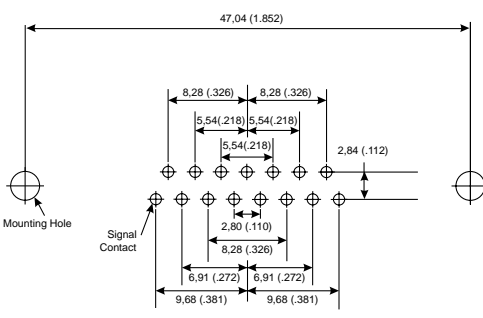 47,04 (1.852)
8,28 (.326) 8,28 (.326)
5,54(.218) 5,54(.218)
5,54(.218)
2,84 (.112)
Mounting Hole
Signal
Contact
2,80 (.110)
8,28 (.326)
6,91 (.272) 6,91 (.272)
9,68 (.381) 9,68 (.381)